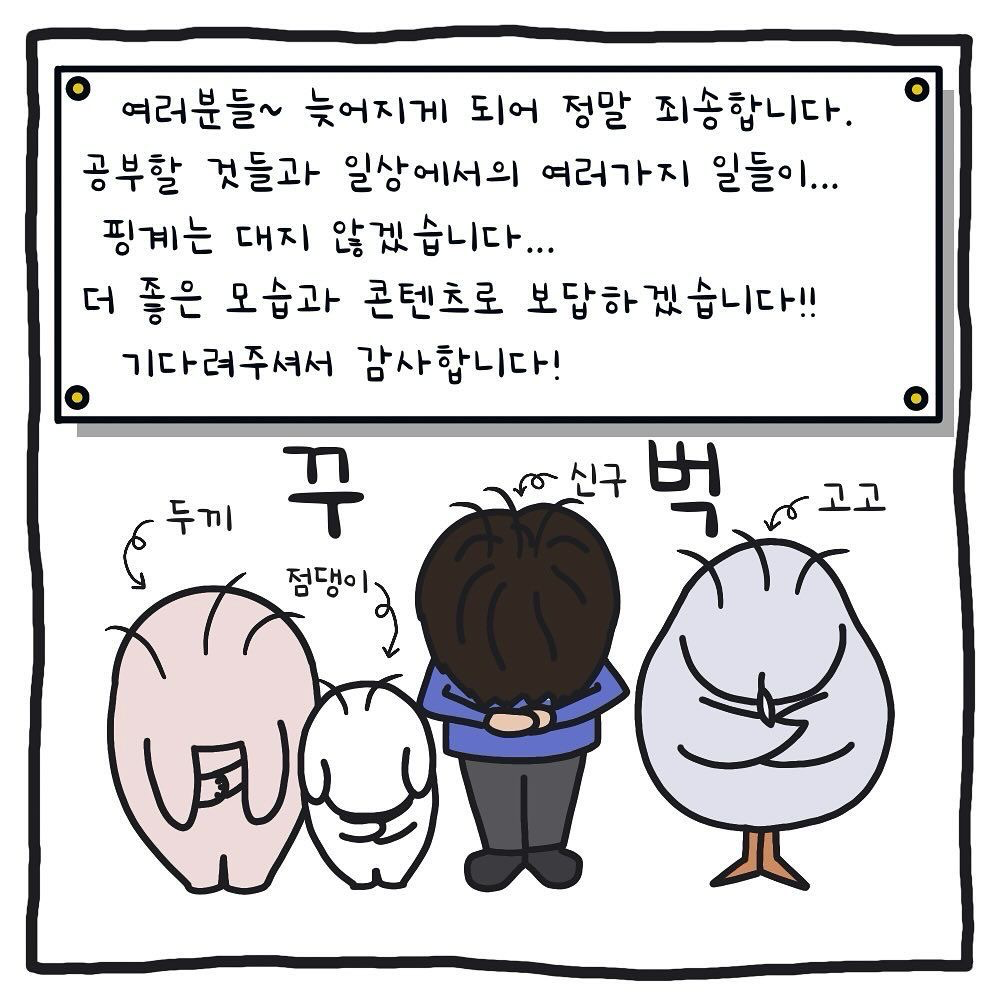 여러분들~ 늦어지게 되어 정말 죄송합니다.
공부할 것들과 일상에서의 여러가지 일들이...
핑계는 대지 않겠습니다...
더 좋은 모습과 콘텐츠로 보답하겠습니다!!
기다려주셔서 감사합니다!
꾸 벅
신구
고고
두끼
점댕이